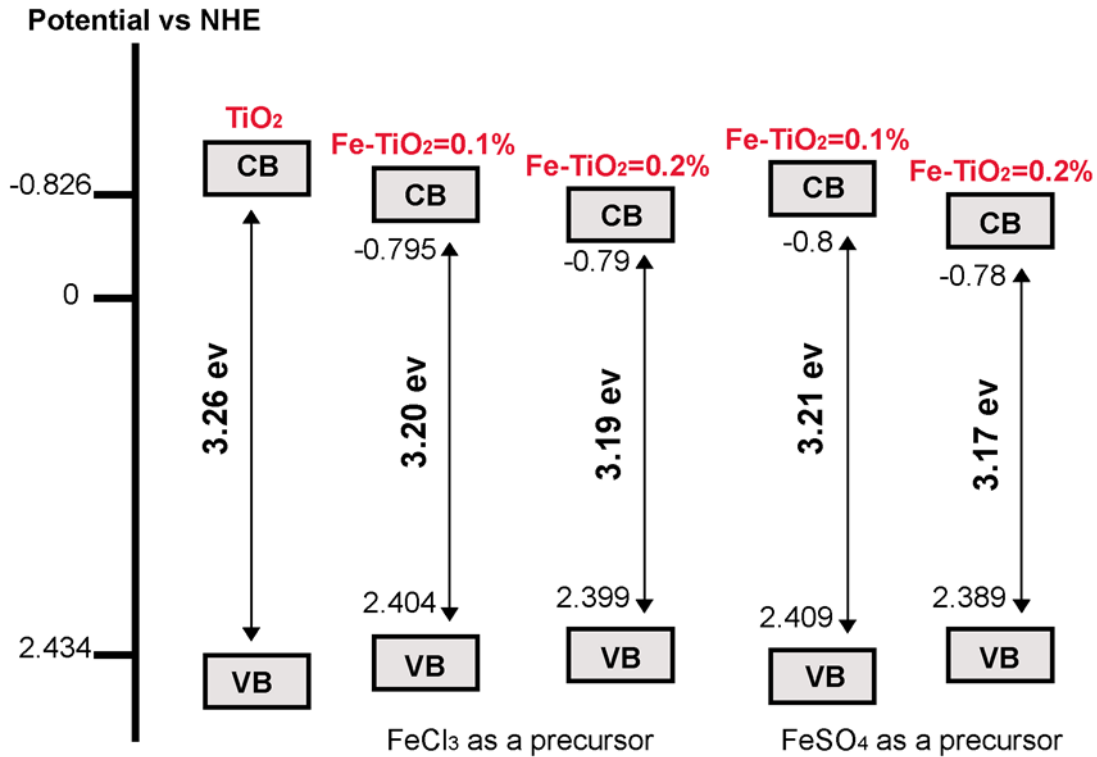 Potential vs NHE
-0.826
0
2.434
TiO₂
CB
3.26 ev
VB
Fe-TiO₂=0.1%
CB
-0.795
3.20 ev
2.404
VB
Fe-TiO₂=0.2%
CB
-0.79
3.19 ev
2.399
VB
FeCl₃ as a precursor
Fe-TiO₂=0.1%
CB
-0.8
3.21 ev
2.409
VB
Fe-TiO₂=0.2%
CB
-0.78
3.17 ev
2.389
VB
FeSO₄ as a precursor